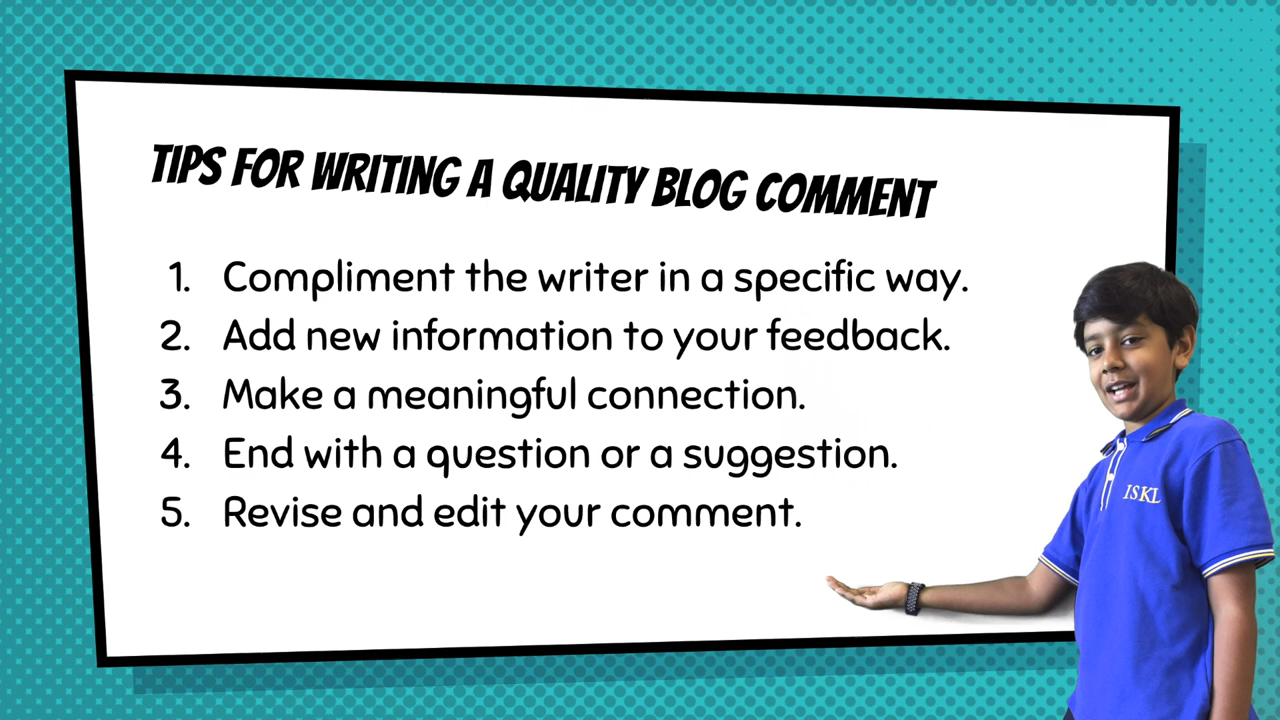 TIPS FOR WRITING A QUALITY BLOG COMMENT
1. Compliment the writer in a specific way.
2. Add new information to your feedback.
3. Make a meaningful connection.
4. End with a question or a suggestion.
5. Revise and edit your comment.
ISKL